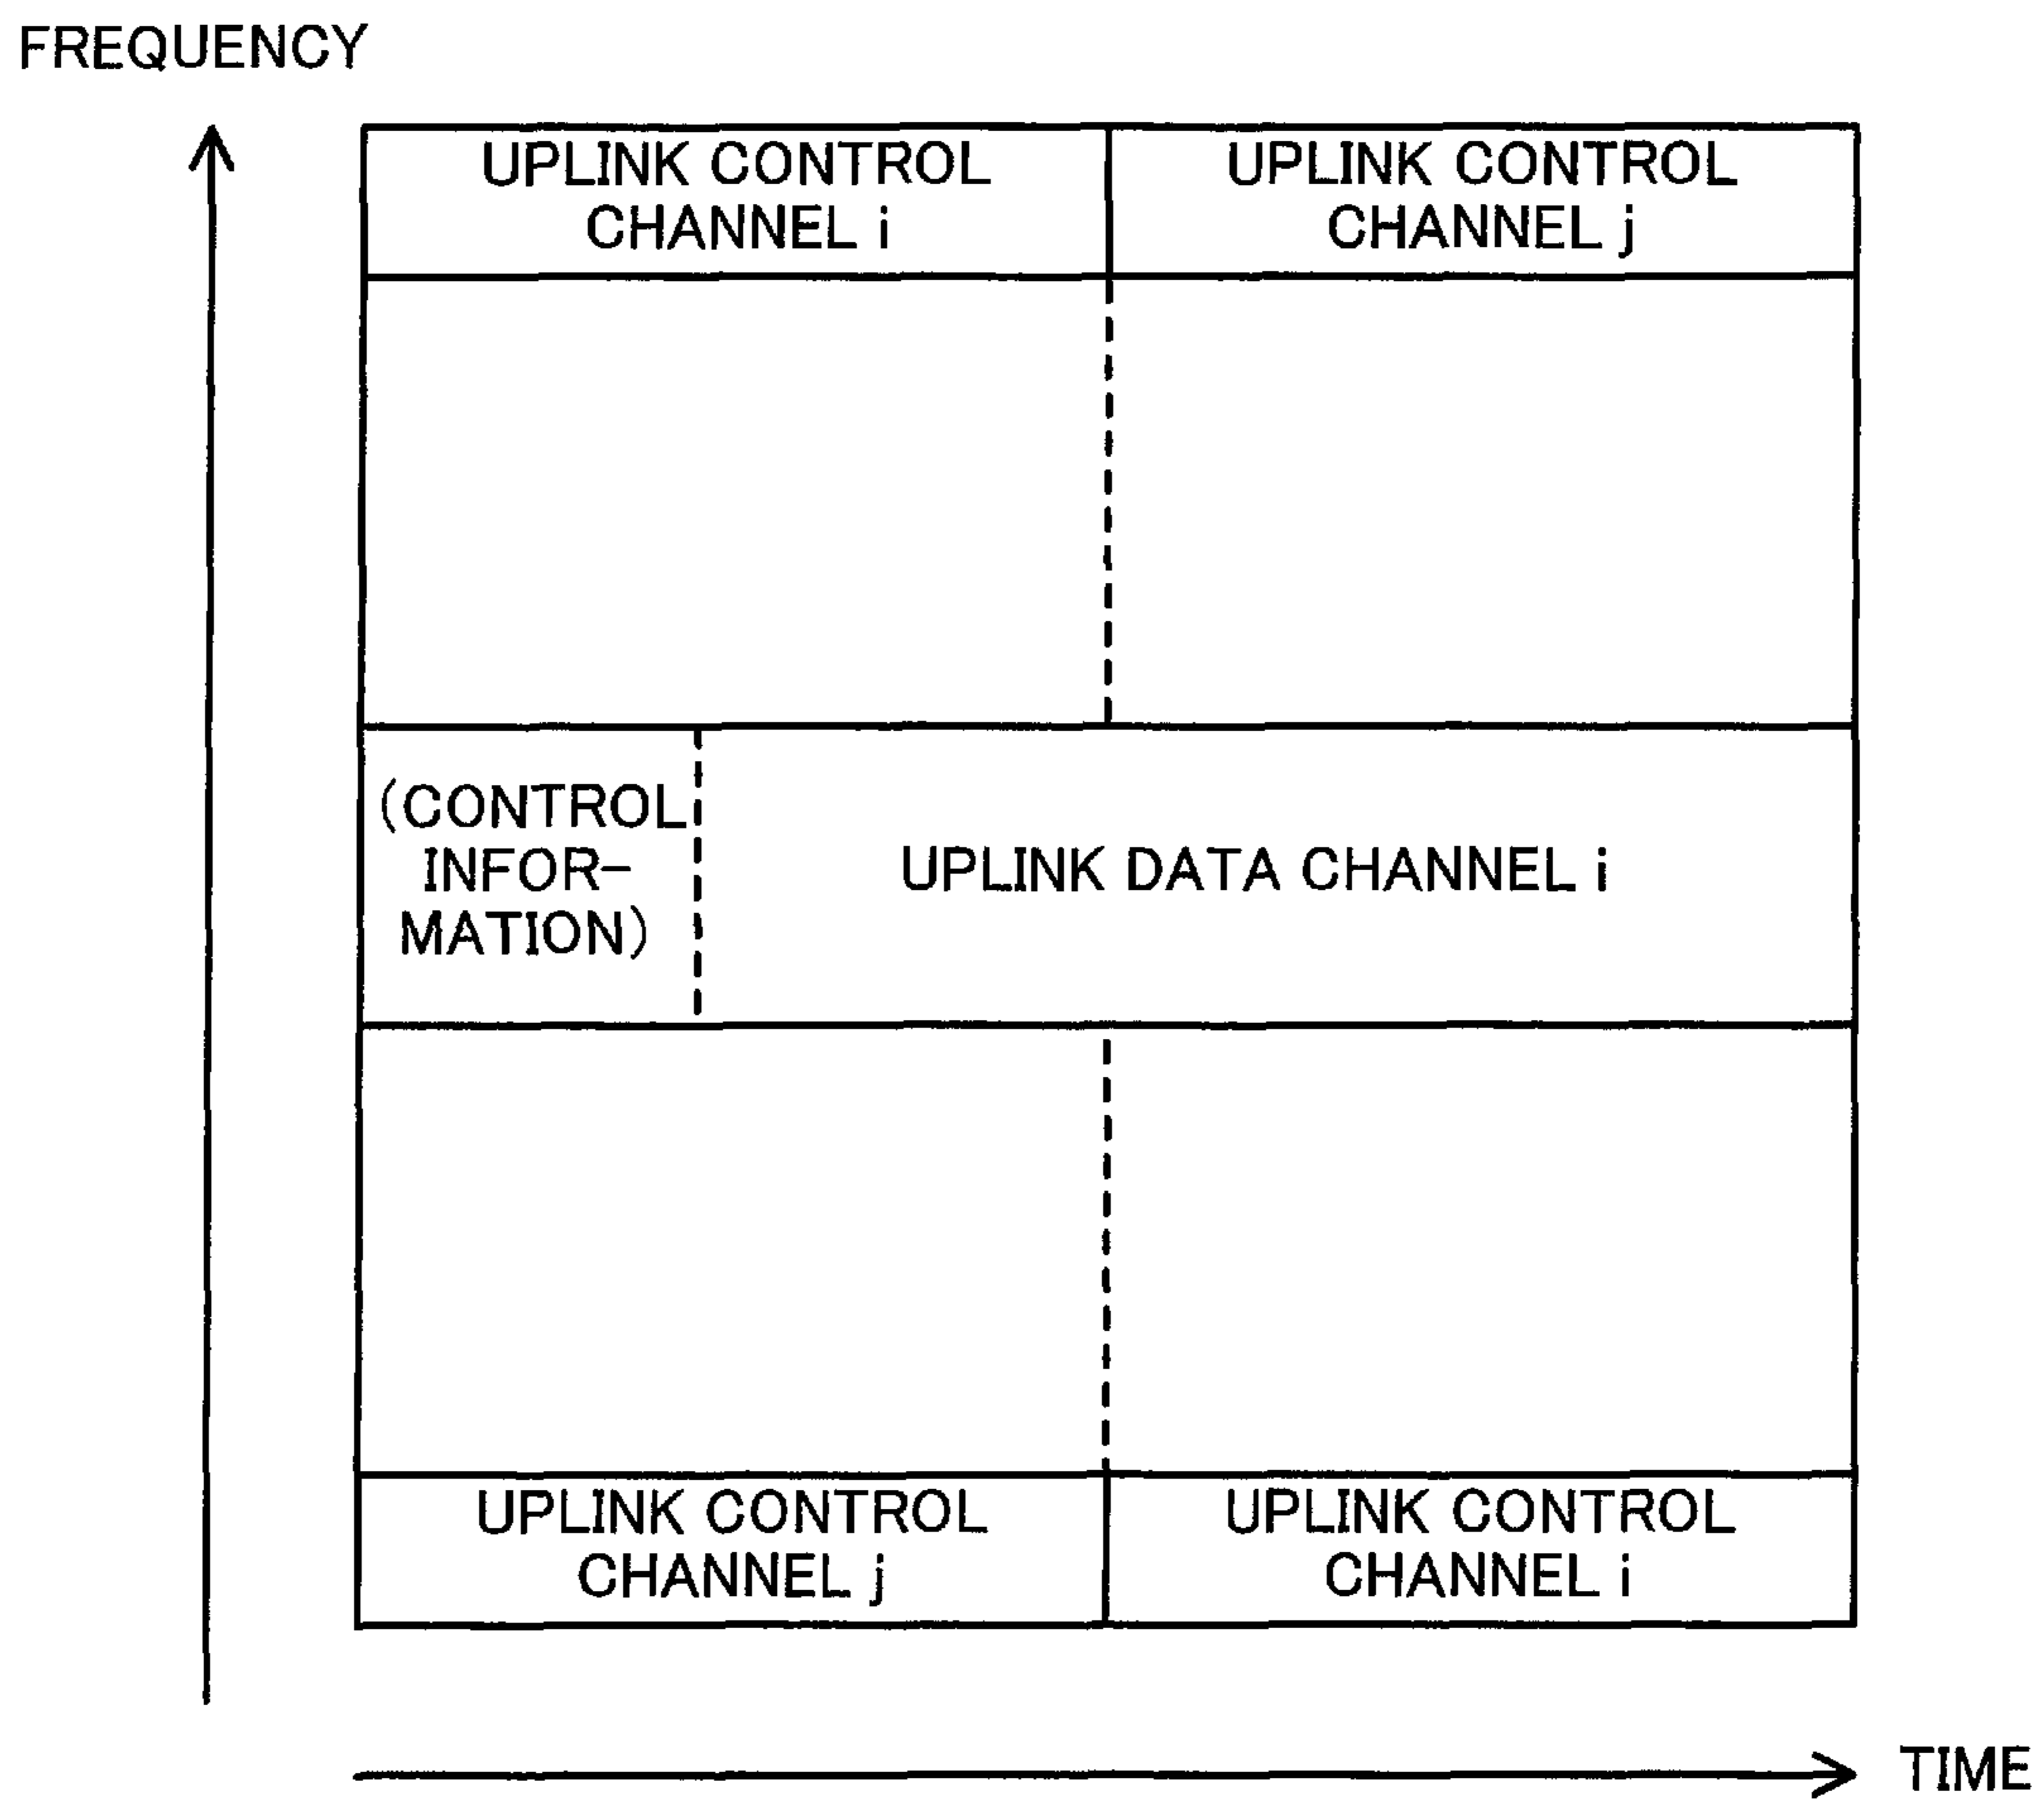 FREQUENCY
UPLINK CONTROL
CHANNEL i
UPLINK CONTROL
CHANNEL j
(CONTROL
INFOR-
MATION)
UPLINK DATA CHANNEL i
UPLINK CONTROL
CHANNEL j
UPLINK CONTROL
CHANNEL i
TIME